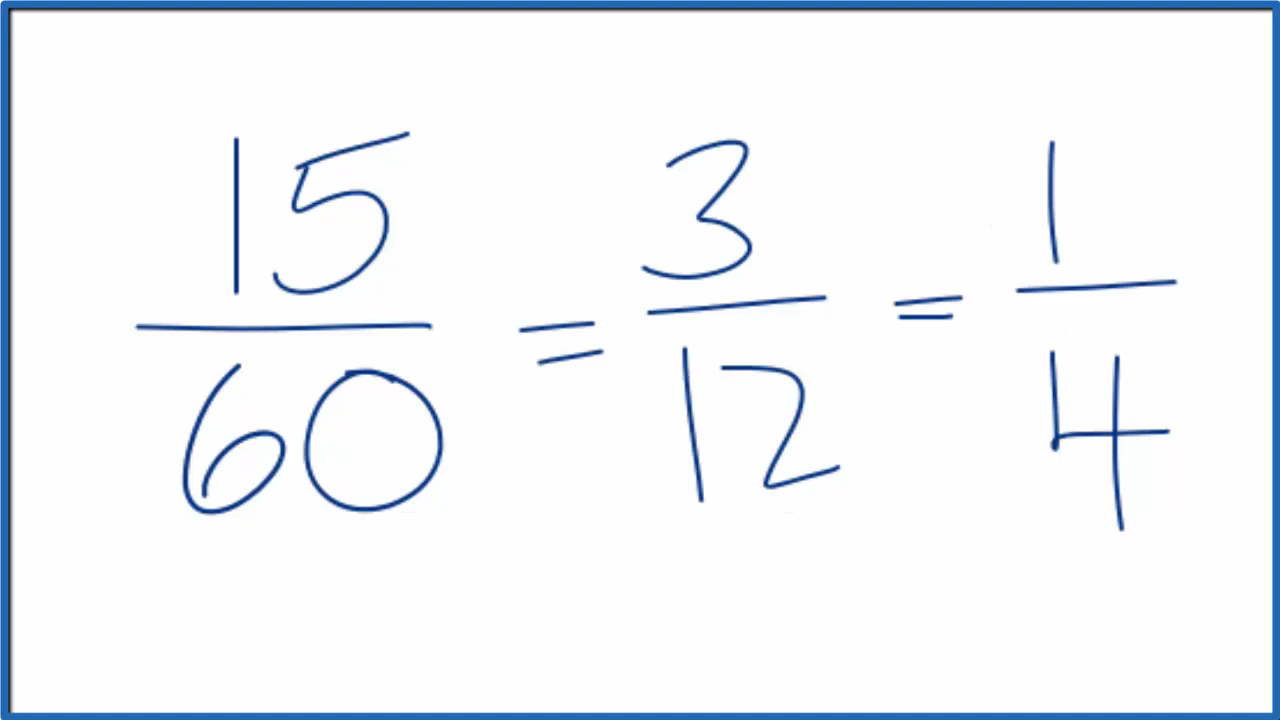 15/60 = 3/12 = 1/4